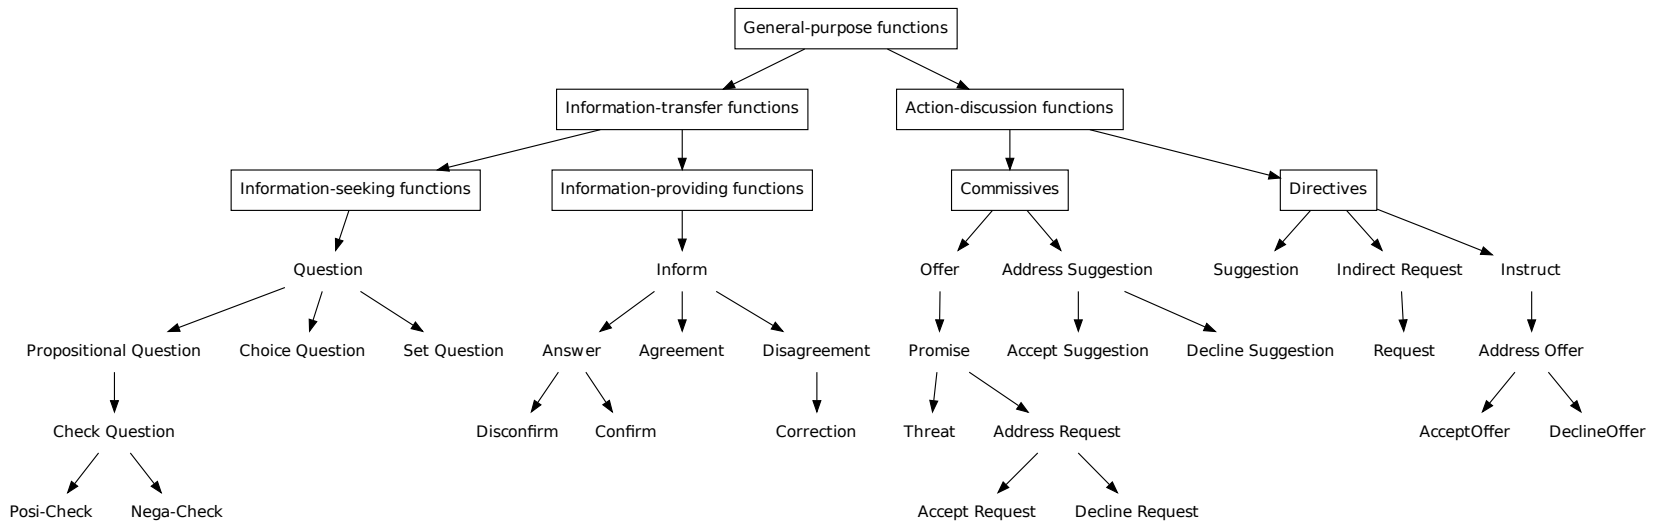 General-purpose functions
Information-transfer functions
Action-discussion functions
Information-seeking functions
Information-providing functions
Commissives
Directives
Question
Inform
Offer
Address Suggestion
Suggestion
Indirect Request
Instruct
Propositional Question
Choice Question
Set Question
Answer
Agreement
Disagreement
Promise
Accept Suggestion
Decline Suggestion
Request
Address Offer
Check Question
Disconfirm
Confirm
Correction
Threat
Address Request
AcceptOffer
DeclineOffer
Posi-Check
Nega-Check
Accept Request
Decline Request